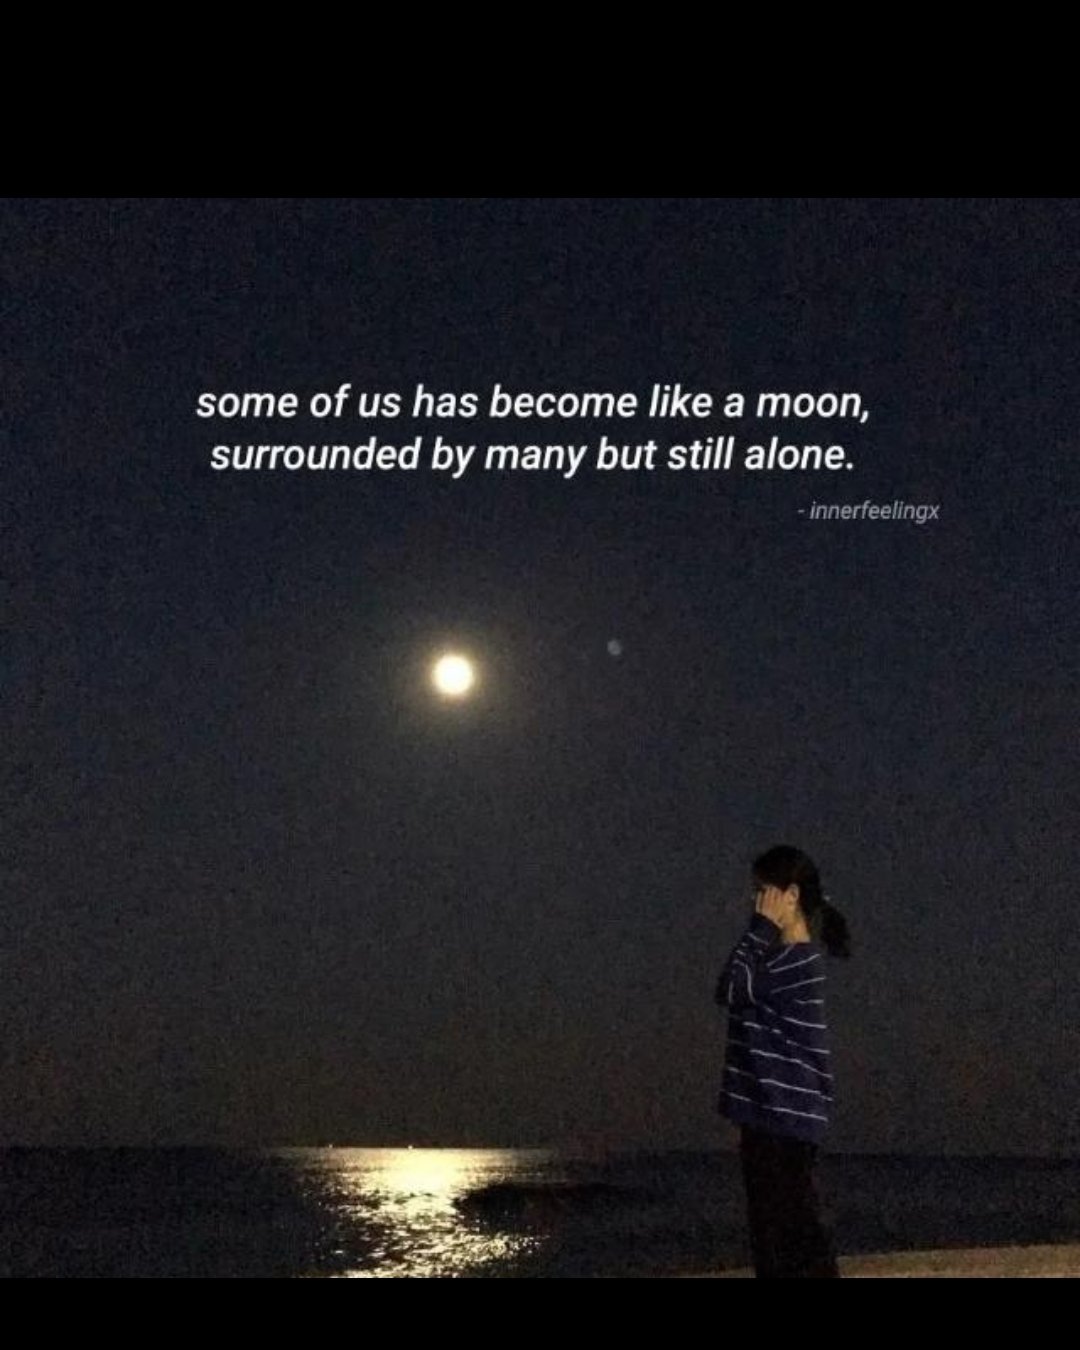 some of us has become like a moon,
surrounded by many but still alone.
- innerfeelingx